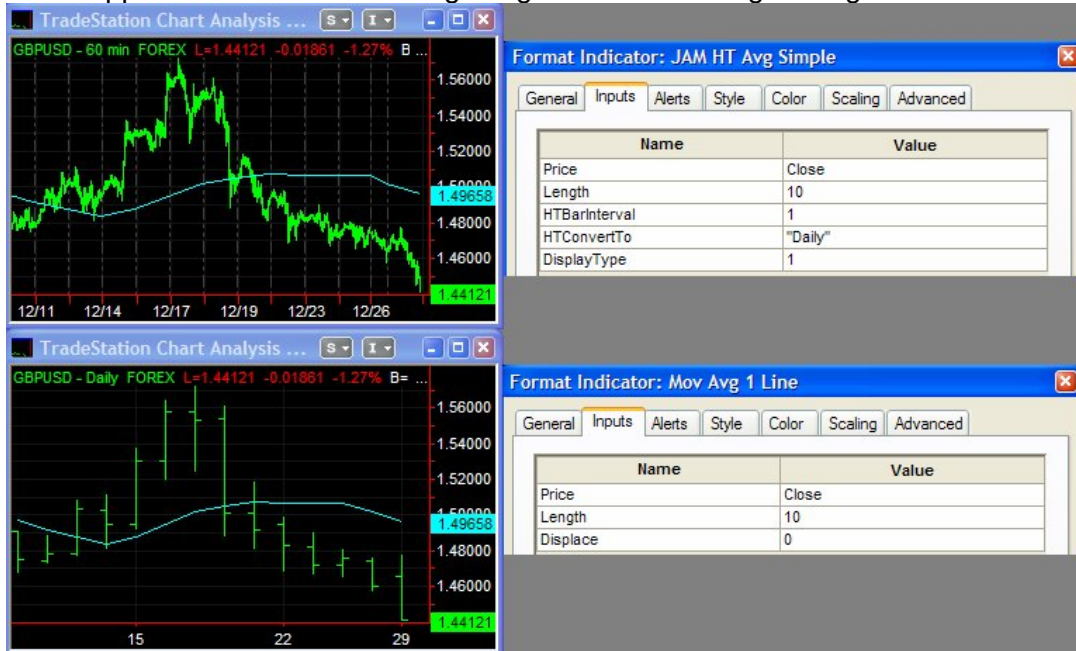 TradeStation Chart Analysis ... S I
GBPUSD - 60 min FOREX L=1.44121 -0.01861 -1.27% B ...
1.56000
1.54000
1.52000
1.49658
1.48000
1.46000
1.44121
12/11 12/14 12/17 12/19 12/23 12/26
Format Indicator: JAM HT Avg Simple
General Inputs Alerts Style Color Scaling Advanced
Name Value
Price Close
Length 10
HTBarInterval 1
HTConvertTo "Daily"
DisplayType 1
TradeStation Chart Analysis ... S I
GBPUSD - Daily FOREX L=1.44121 -0.01861 -1.27% B= ...
1.56000
1.54000
1.52000
1.49658
1.48000
1.46000
1.44121
15 22 29
Format Indicator: Mov Avg 1 Line
General Inputs Alerts Style Color Scaling Advanced
Name Value
Price Close
Length 10
Displace 0